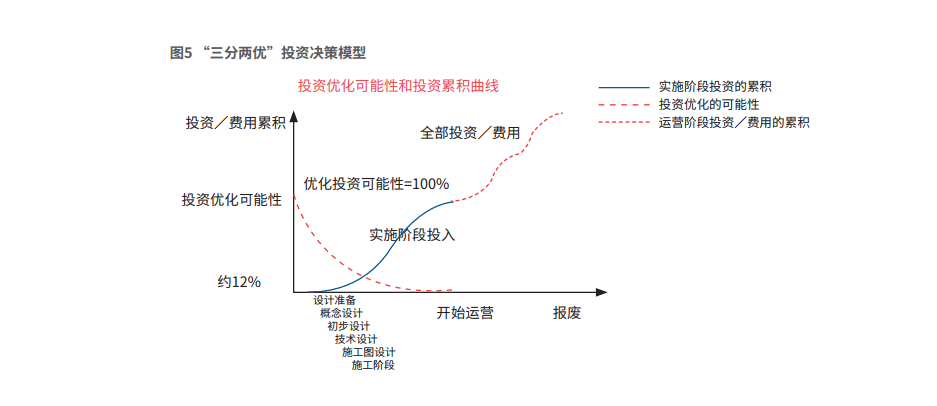 图5 “三分两优”投资决策模型
投资优化可能性和投资累积曲线
实施阶段投资的累积
投资优化的可能性
运营阶段投资／费用的累积
投资／费用累积
全部投资／费用
优化投资可能性=100%
投资优化可能性
实施阶段投入
约12%
设计准备
概念设计
初步设计
技术设计
施工图设计
施工阶段
开始运营
报废